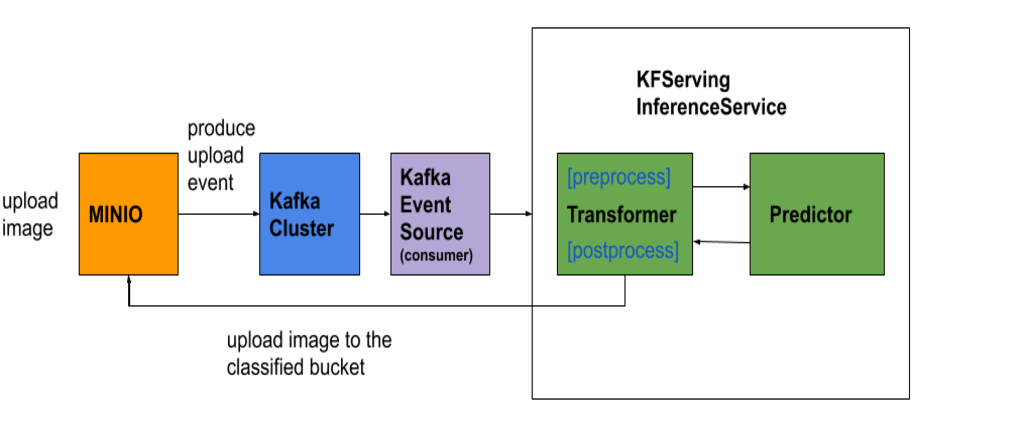 upload
image
MINIO
produce
upload
event
Kafka
Cluster
Kafka
Event
Source
(consumer)
KFServing
InferenceService
[preprocess]
Transformer
[postprocess]
Predictor
upload image to the
classified bucket